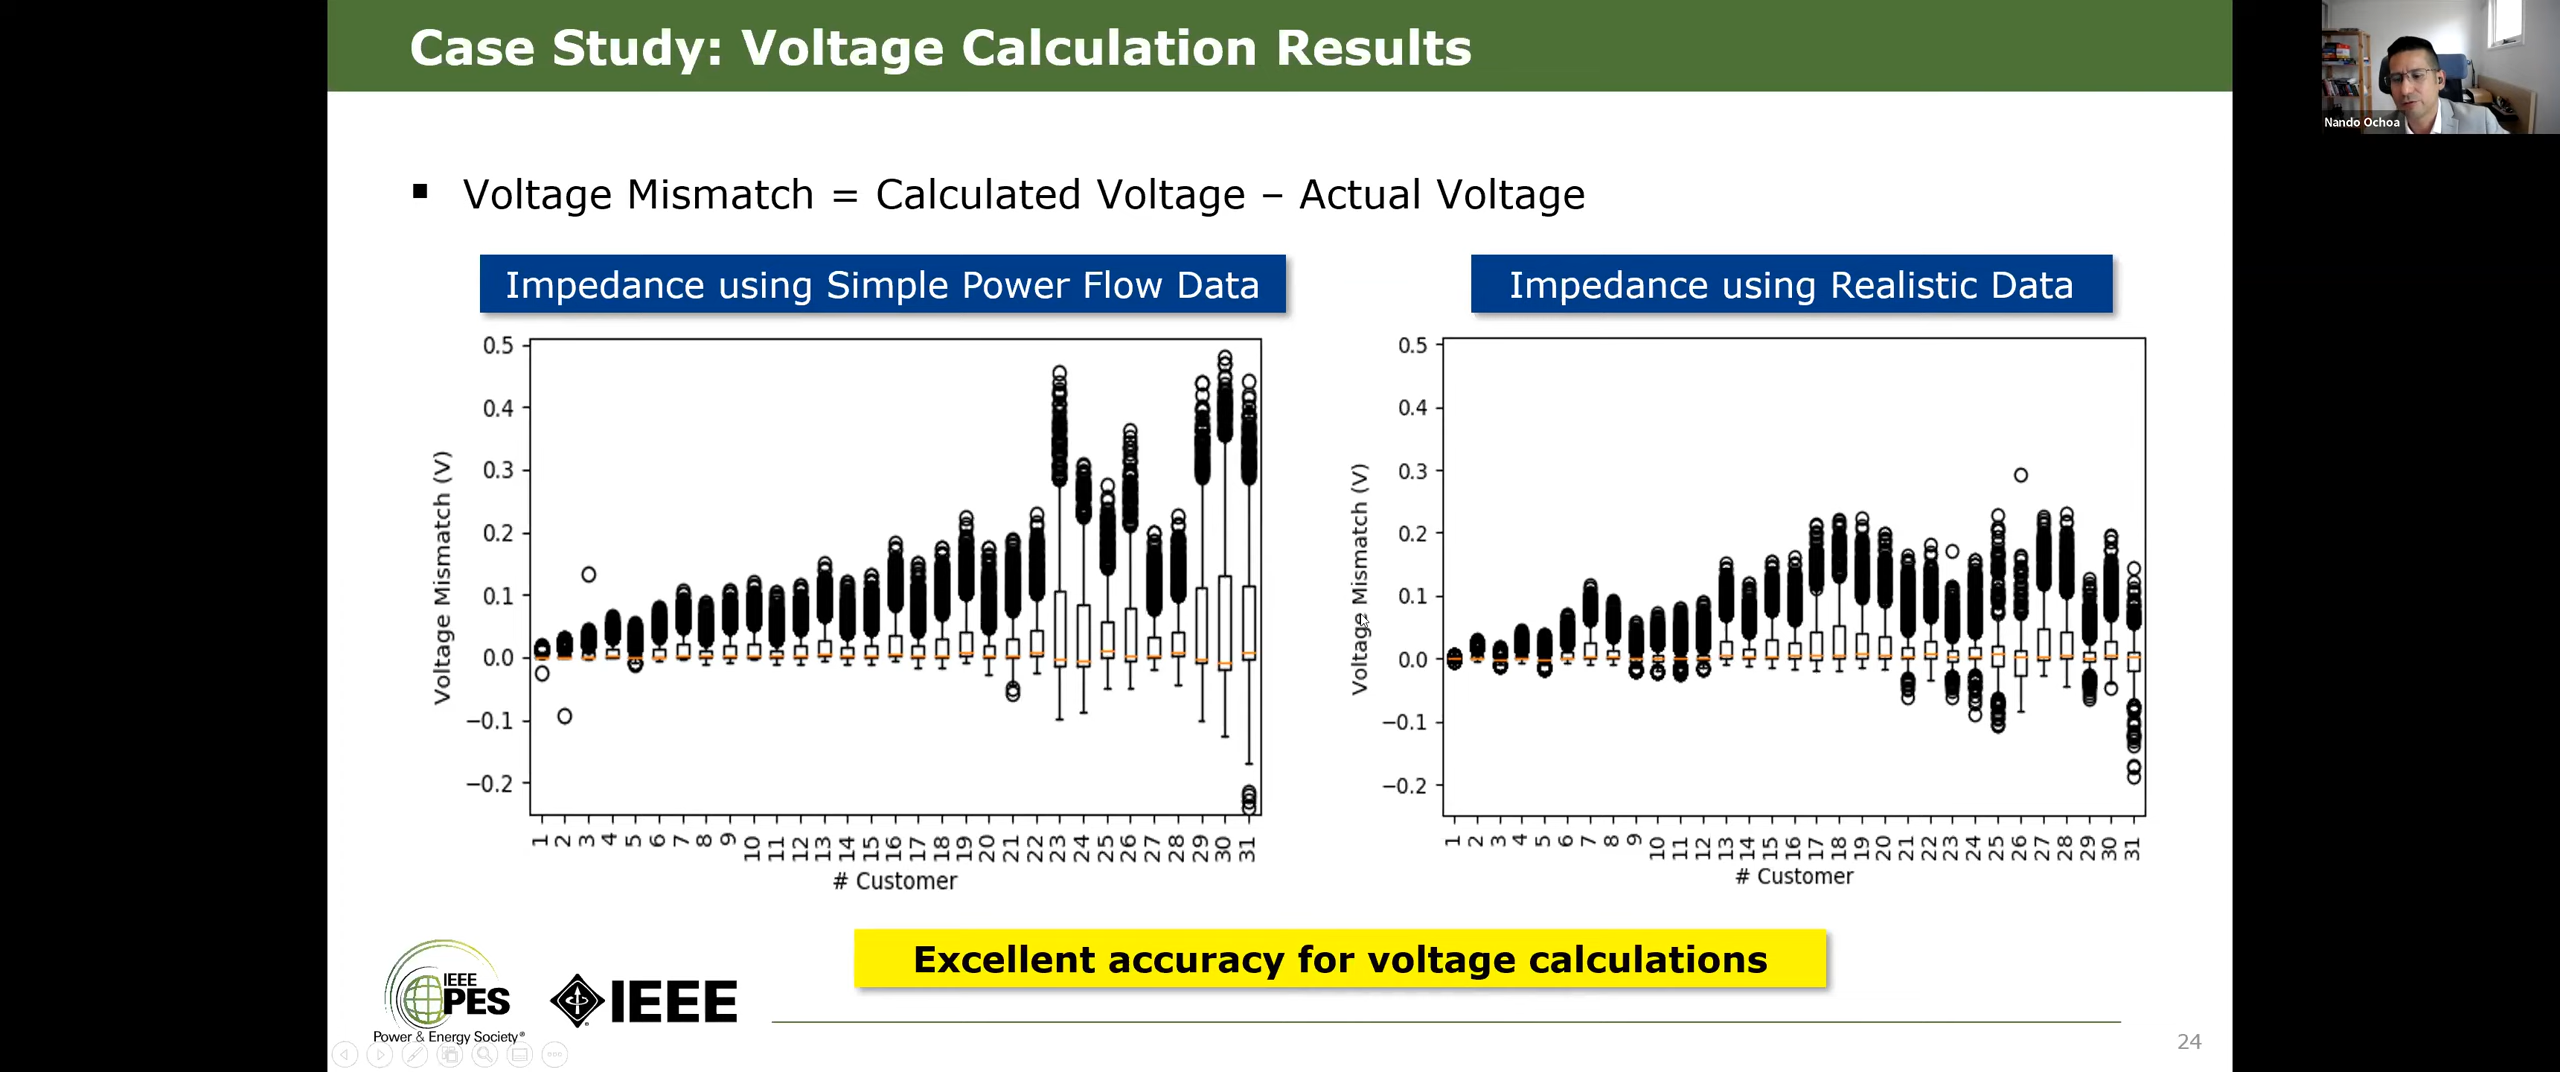 Case Study: Voltage Calculation Results
Nando Ochoa
▪ Voltage Mismatch = Calculated Voltage – Actual Voltage
Impedance using Simple Power Flow Data
Impedance using Realistic Data
Voltage Mismatch (V)
0.5
0.4
0.3
0.2
0.1
0.0
−0.1
−0.2
1 2 3 4 5 6 7 8 9 10 11 12 13 14 15 16 17 18 19 20 21 22 23 24 25 26 27 28 29 30 31
# Customer
Voltage Mismatch (V)
0.5
0.4
0.3
0.2
0.1
0.0
−0.1
−0.2
1 2 3 4 5 6 7 8 9 10 11 12 13 14 15 16 17 18 19 20 21 22 23 24 25 26 27 28 29 30 31
# Customer
Excellent accuracy for voltage calculations
IEEE
PES
Power & Energy Society®
IEEE
24